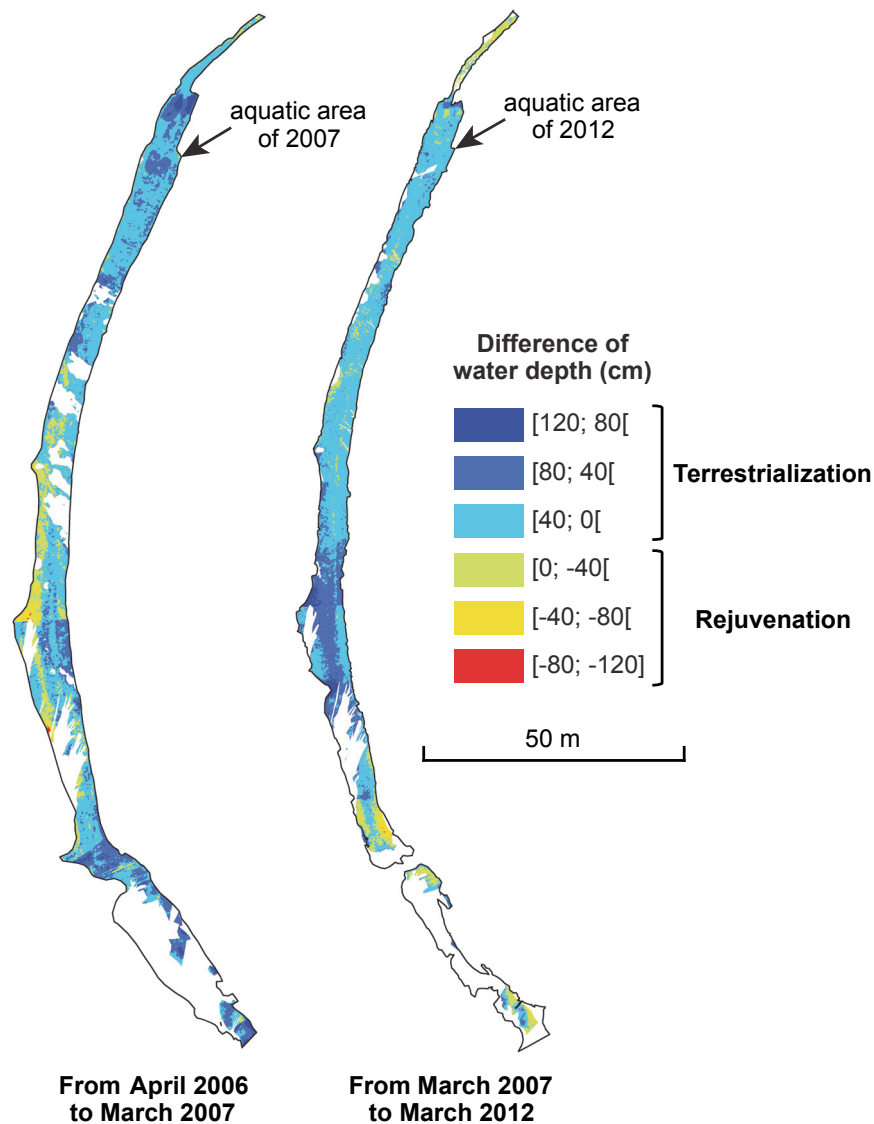 aquatic area
of 2007
aquatic area
of 2012
Difference of
water depth (cm)
[120; 80[
[80; 40[
[40; 0[
Terrestrialization
[0; -40[
[-40; -80[
[-80; -120]
Rejuvenation
50 m
From April 2006
to March 2007
From March 2007
to March 2012